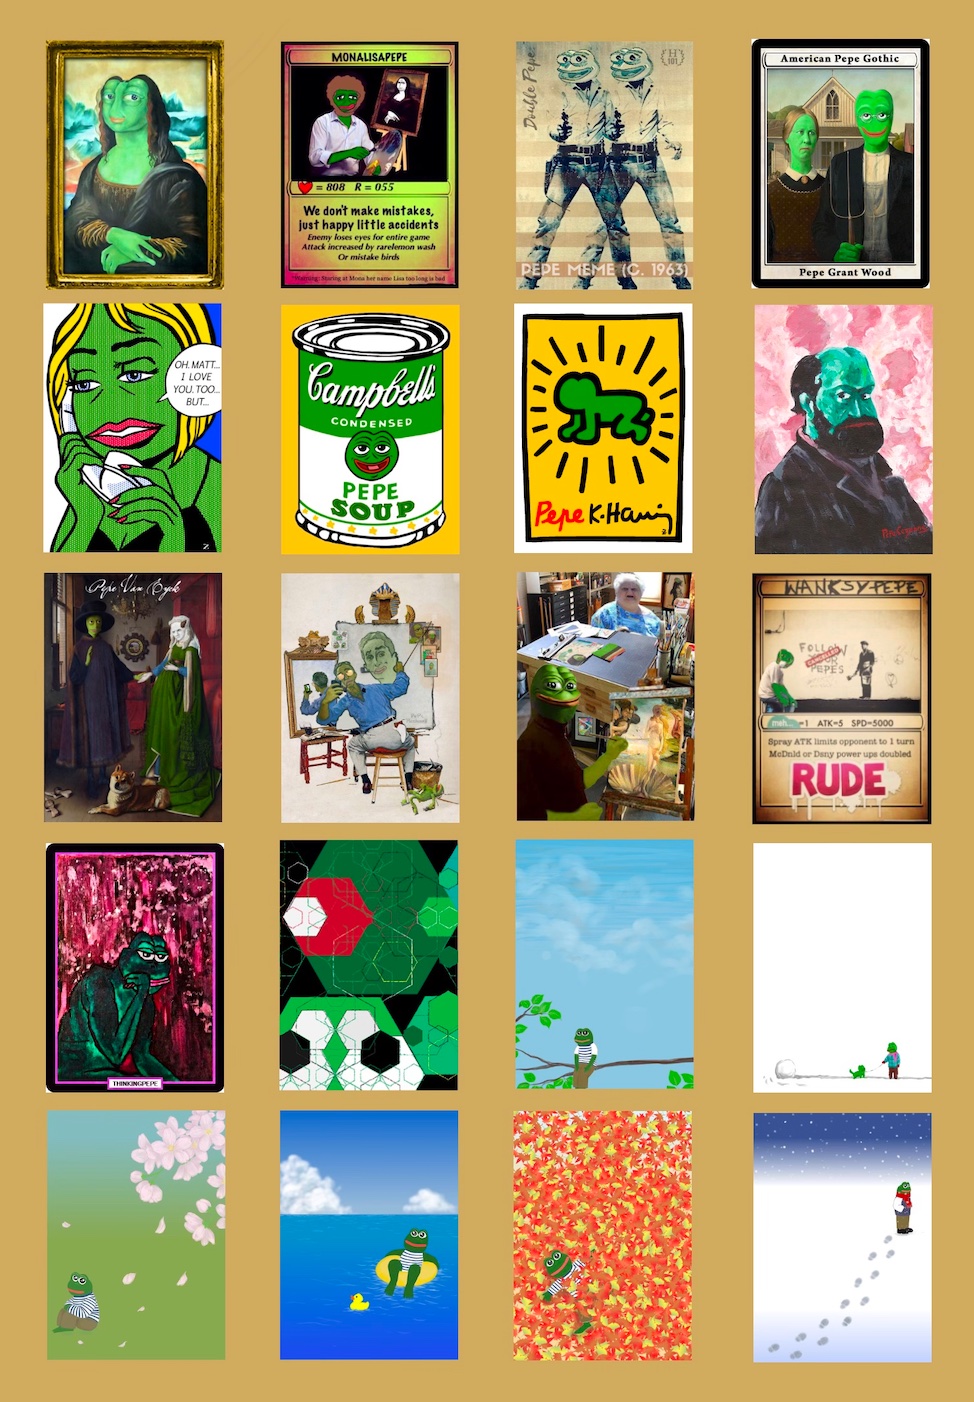 MONALISAPEPE
= 808 R = 055
We don't make mistakes,
just happy little accidents
Enemy loses eyes for entire game
Attack increased by rarelemon wash
Or mistake birds
Warning: Staring at Mona her name Lisa too long is bad
Double Pepe
H
101
PEPE MEME (C. 1963)
American Pepe Gothic
Pepe Grant Wood
OH, MATT...
I LOVE
YOU, TOO...
BUT...
Z.
Campbell's
CONDENSED
PEPE
SOUP
Pepe K. Haring
Pepe Van Eyck
WANKSY-PEPE
FOLLOW
CANCELLED
YOUR
PEPES
meh... =1 ATK=5 SPD=5000
Spray ATK limits opponent to 1 turn
McDnld or Dsny power ups doubled
RUDE
THINKINGPEPE